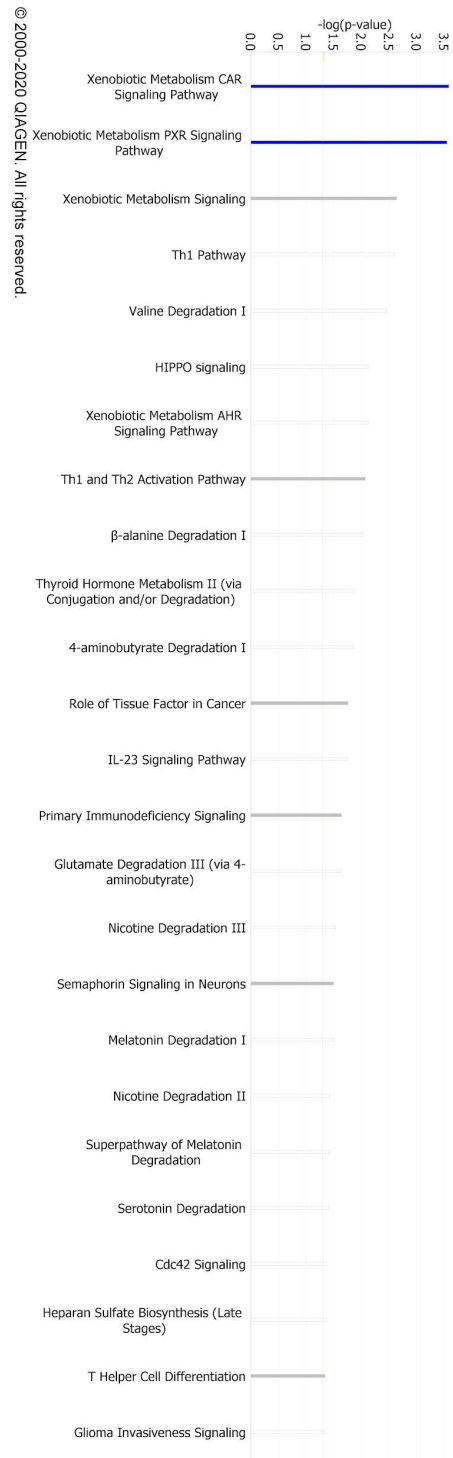 -log(p-value)
0.0 0.5 1.0 1.5 2.0 2.5 3.0 3.5
Xenobiotic Metabolism CAR
Signaling Pathway
Xenobiotic Metabolism PXR Signaling
Pathway
Xenobiotic Metabolism Signaling
Th1 Pathway
Valine Degradation I
HIPPO signaling
Xenobiotic Metabolism AHR
Signaling Pathway
Th1 and Th2 Activation Pathway
β-alanine Degradation I
Thyroid Hormone Metabolism II (via
Conjugation and/or Degradation)
4-aminobutyrate Degradation I
Role of Tissue Factor in Cancer
IL-23 Signaling Pathway
Primary Immunodeficiency Signaling
Glutamate Degradation III (via 4-
aminobutyrate)
Nicotine Degradation III
Semaphorin Signaling in Neurons
Melatonin Degradation I
Nicotine Degradation II
Superpathway of Melatonin
Degradation
Serotonin Degradation
Cdc42 Signaling
Heparan Sulfate Biosynthesis (Late
Stages)
T Helper Cell Differentiation
Glioma Invasiveness Signaling
© 2000-2020 QIAGEN. All rights reserved.